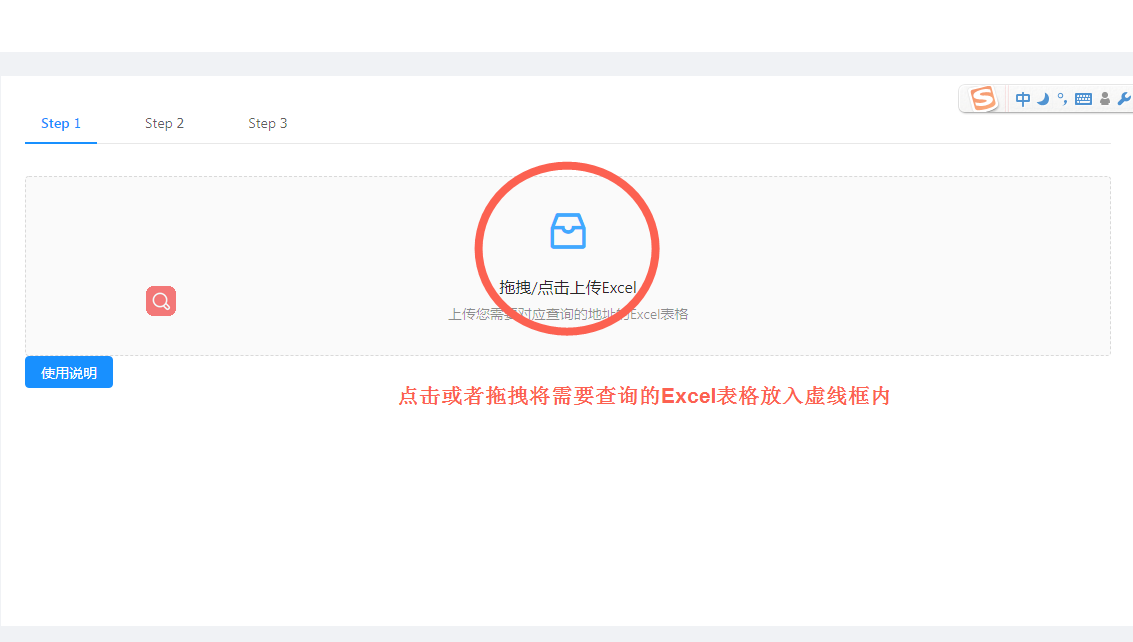 中
Step 1
Step 2
Step 3
拖拽/点击上传Excel
上传您需要对应查询的地址的Excel表格
使用说明
点击或者拖拽将需要查询的Excel表格放入虚线框内